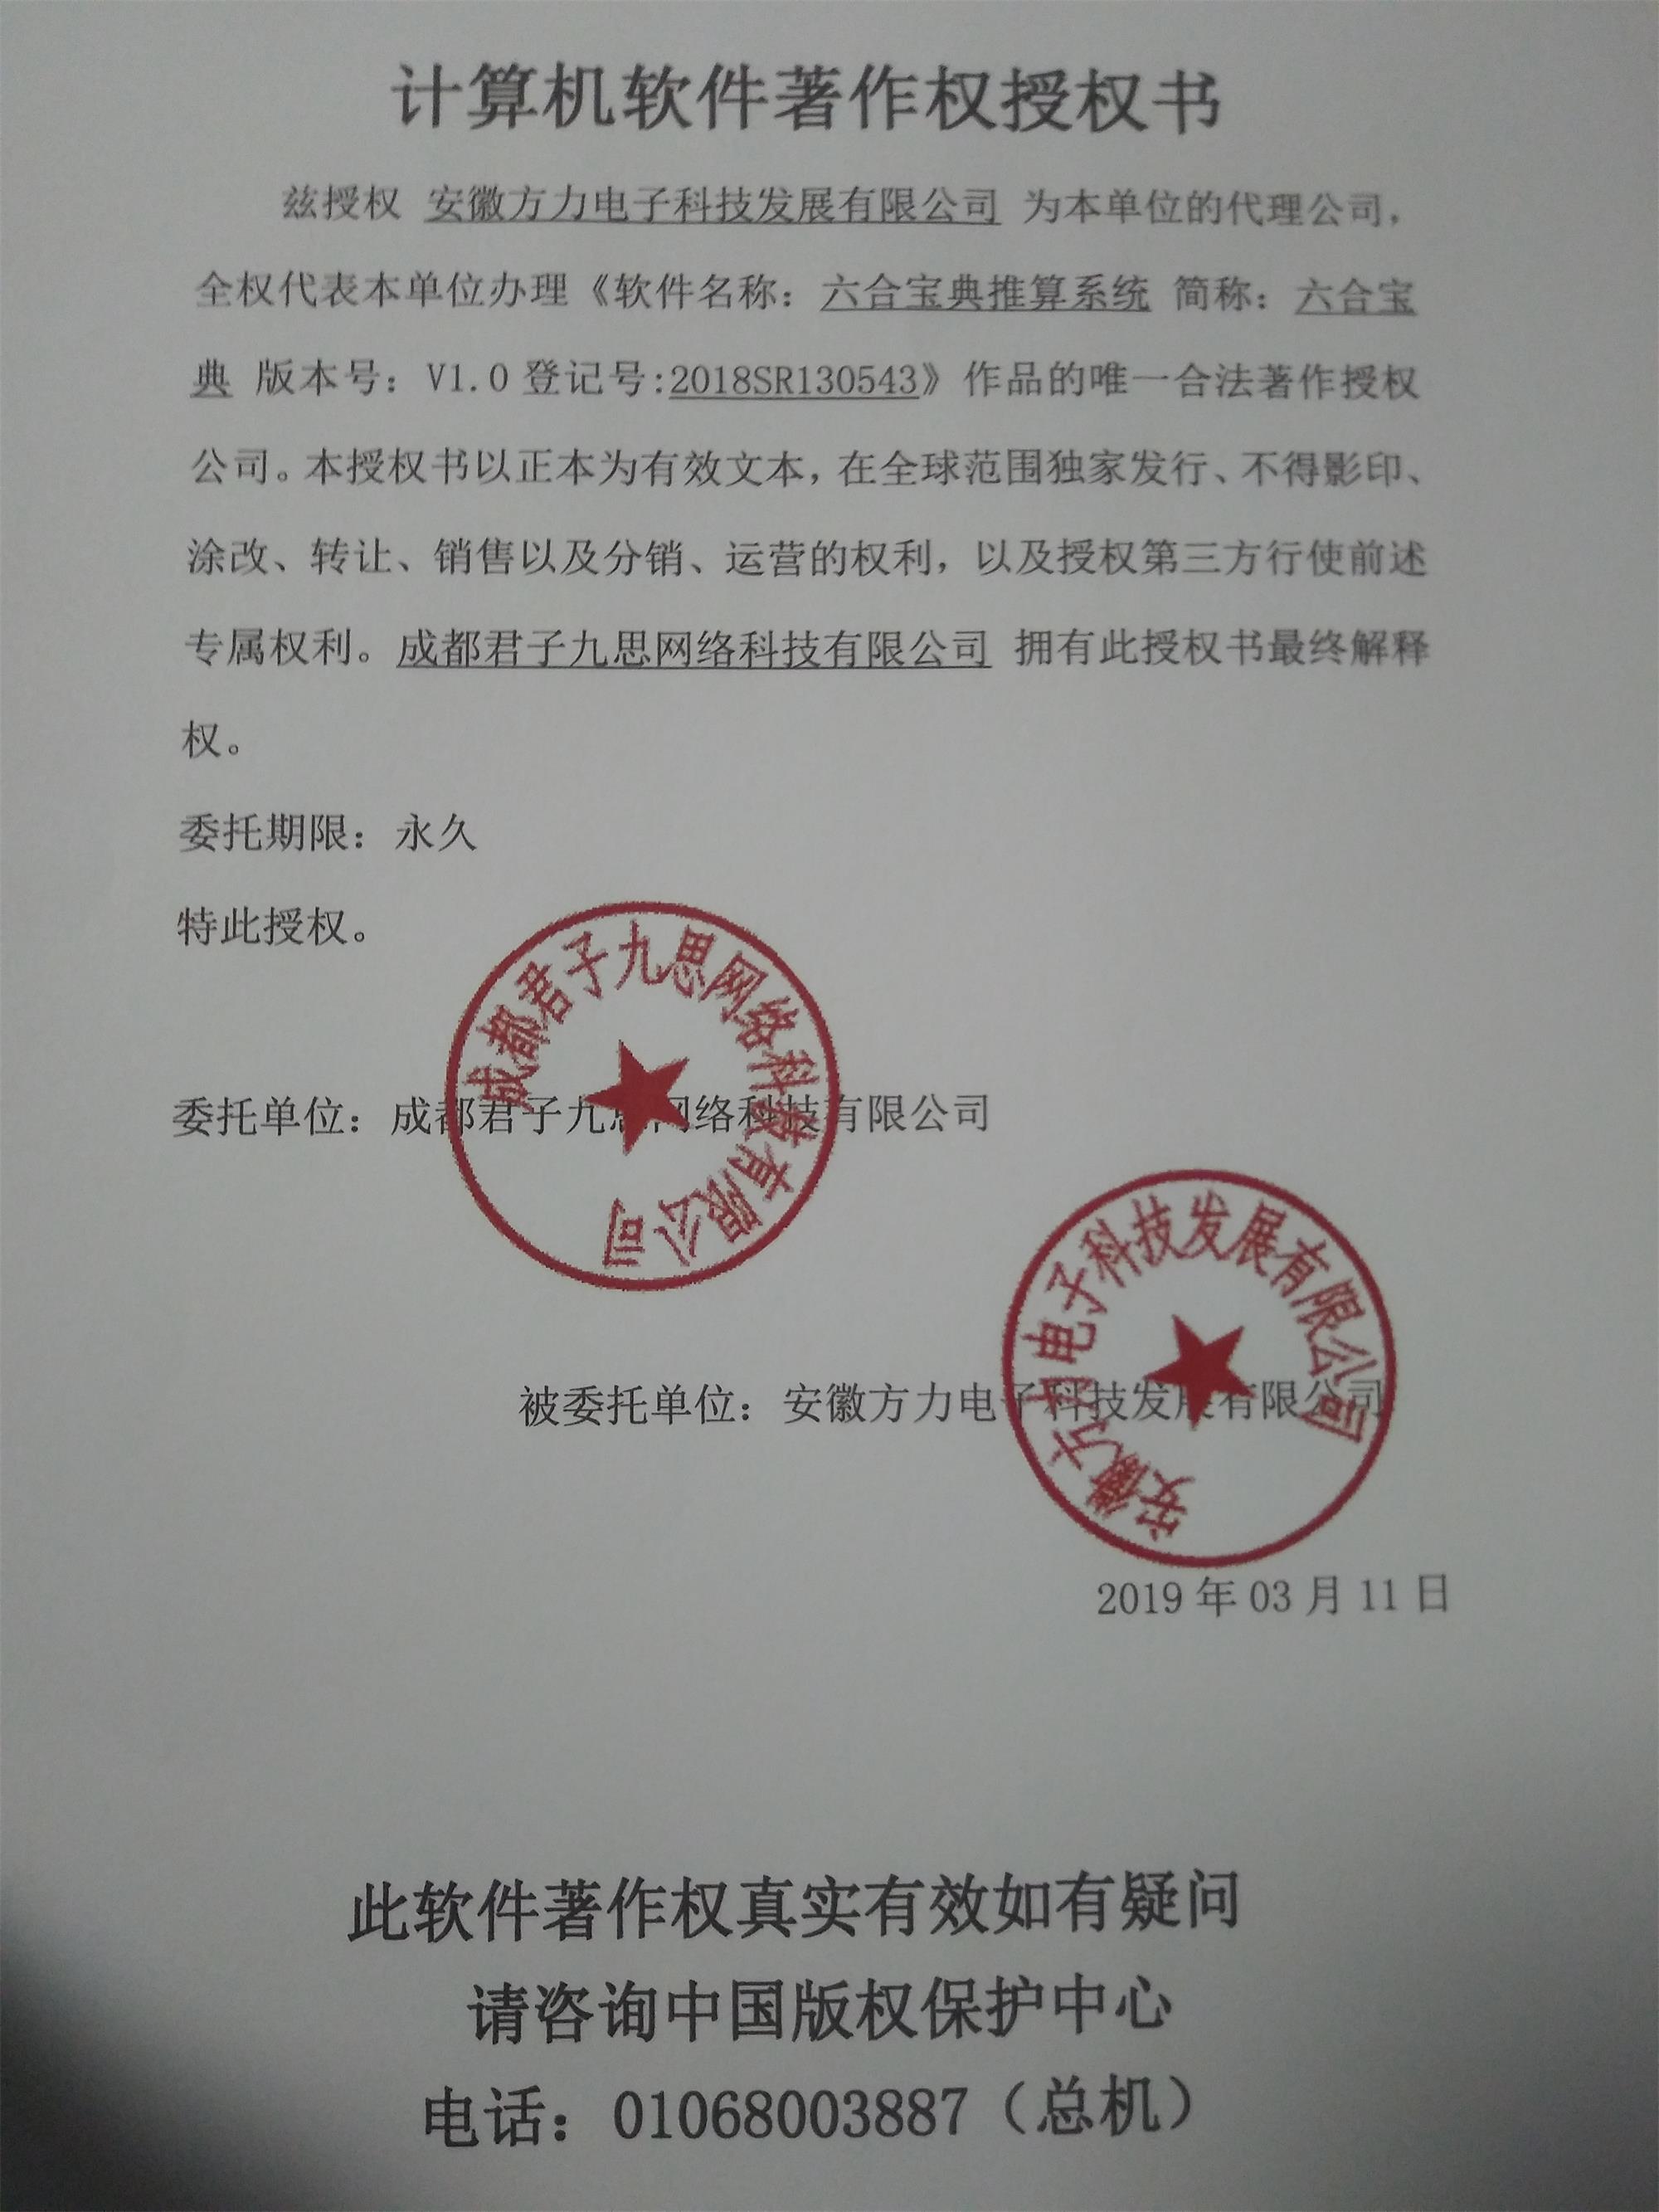 计算机软件著作权授权书
兹授权 安徽方力电子科技发展有限公司 为本单位的代理公司，
全权代表本单位办理《软件名称：六合宝典推算系统 简称：六合宝
典 版本号：V1.0 登记号:2018SR130543》作品的唯一合法著作授权
公司。本授权书以正本为有效文本，在全球范围独家发行、不得影印、
涂改、转让、销售以及分销、运营的权利，以及授权第三方行使前述
专属权利。成都君子九思网络科技有限公司 拥有此授权书最终解释
权。
委托期限：永久
特此授权。
成都君子九思网络科技有限公司
委托单位：成都君子九思网络科技有限公司
安徽方力电子科技发展有限公司
被委托单位：安徽方力电子科技发展有限公司
2019 年 03 月 11 日
此软件著作权真实有效如有疑问
请咨询中国版权保护中心
电话：01068003887（总机）